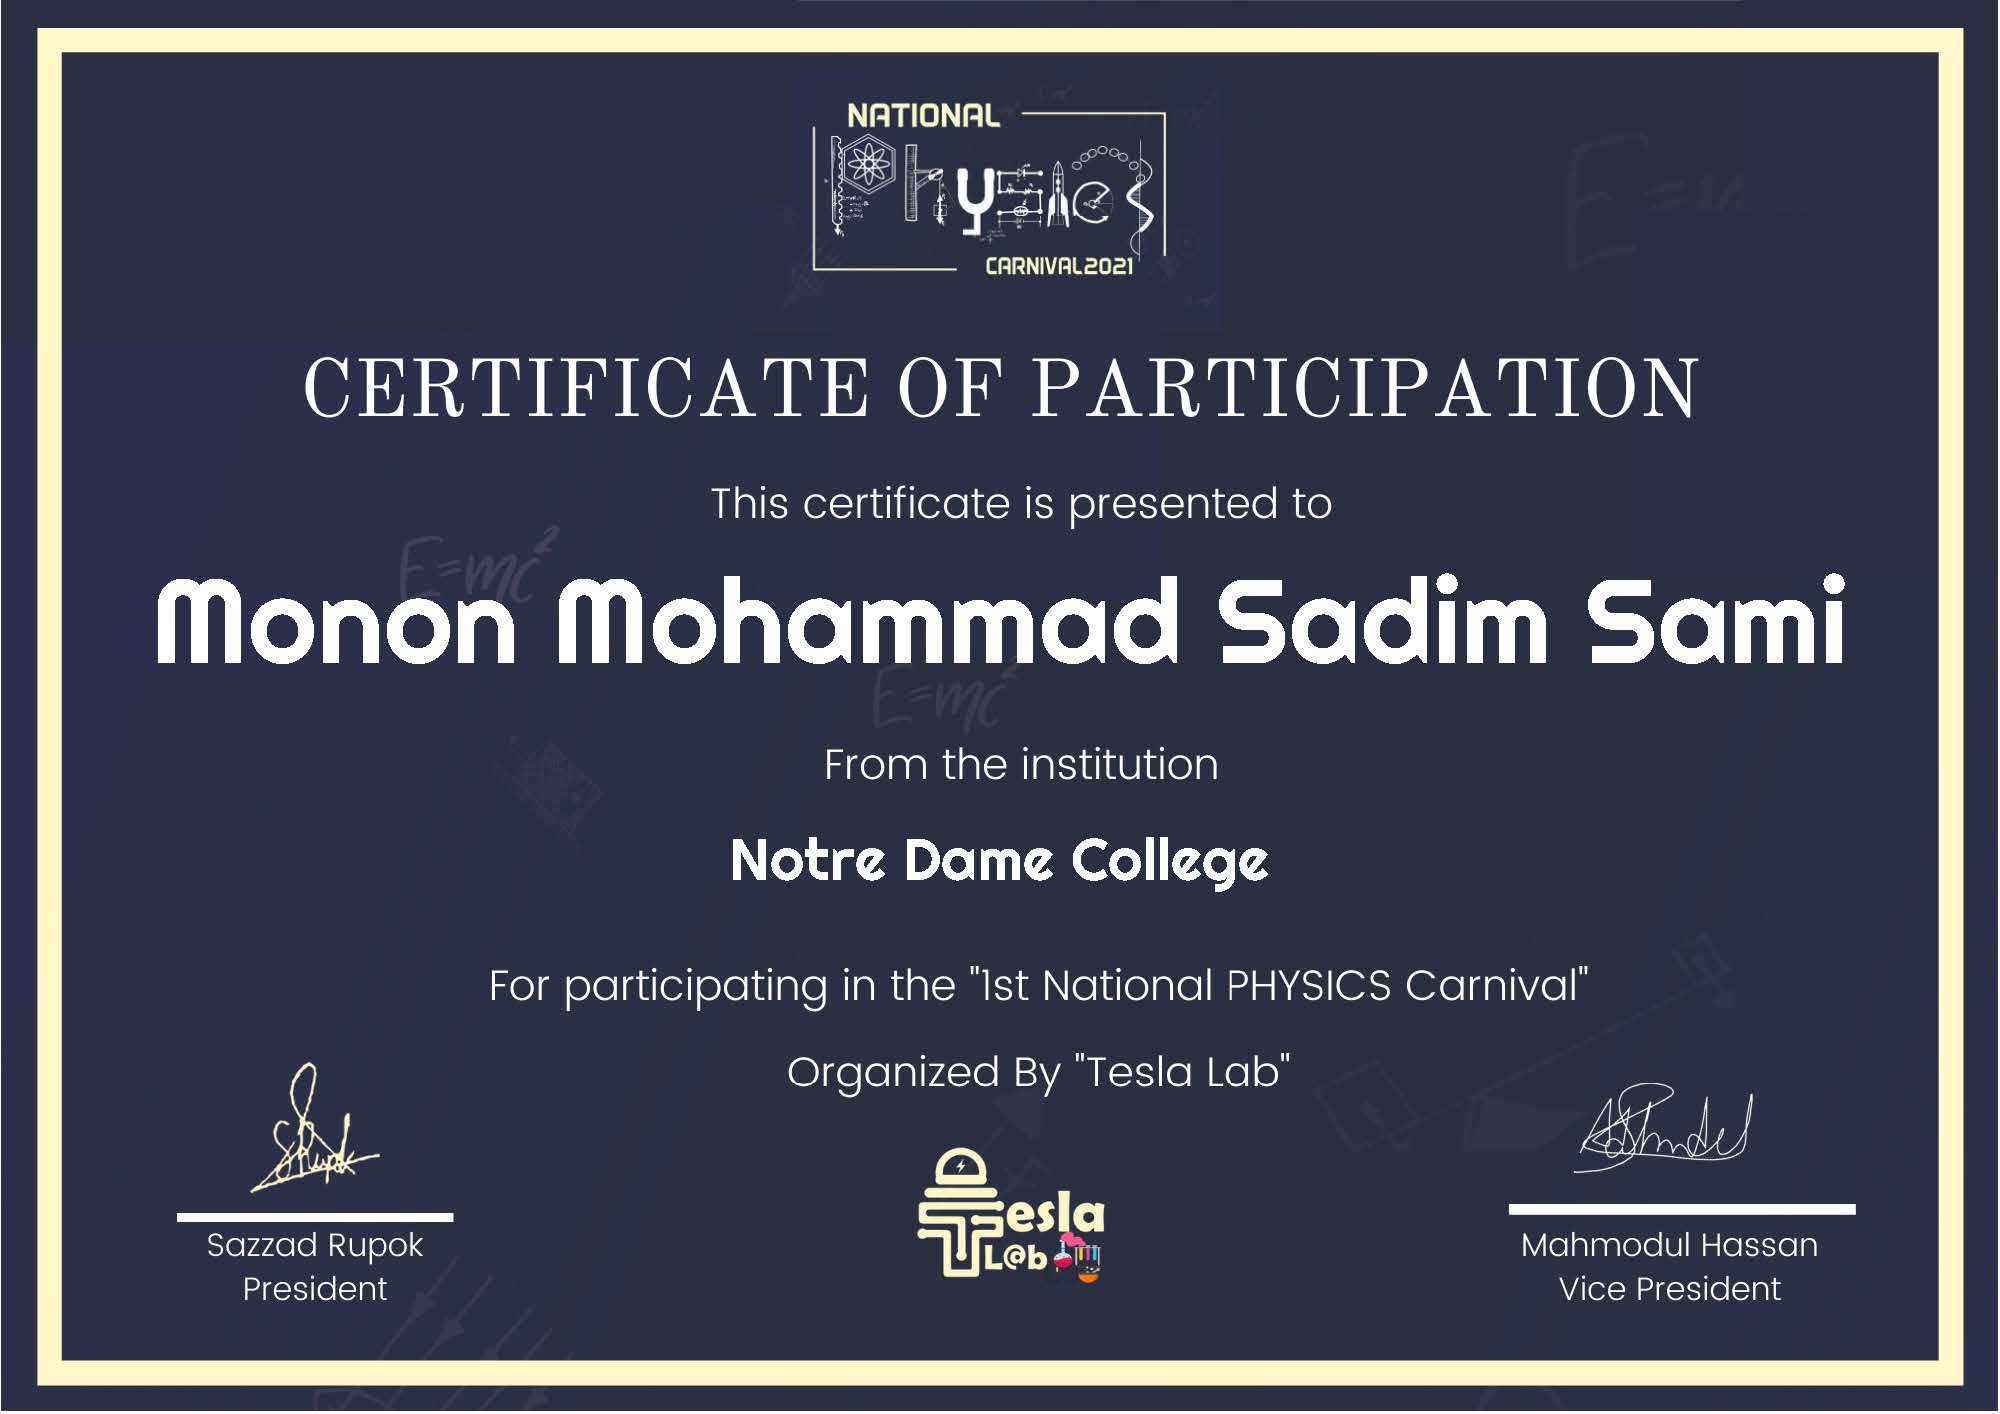 NATIONAL
Physics
CARNIVAL2021
CERTIFICATE OF PARTICIPATION
This certificate is presented to
E=mc²
Monon Mohammad Sadim Sami
E=mc²
From the institution
Notre Dame College
For participating in the "1st National PHYSICS Carnival"
Organized By "Tesla Lab"
Tesla
L@b
Sazzad Rupok
President
Mahmodul Hassan
Vice President